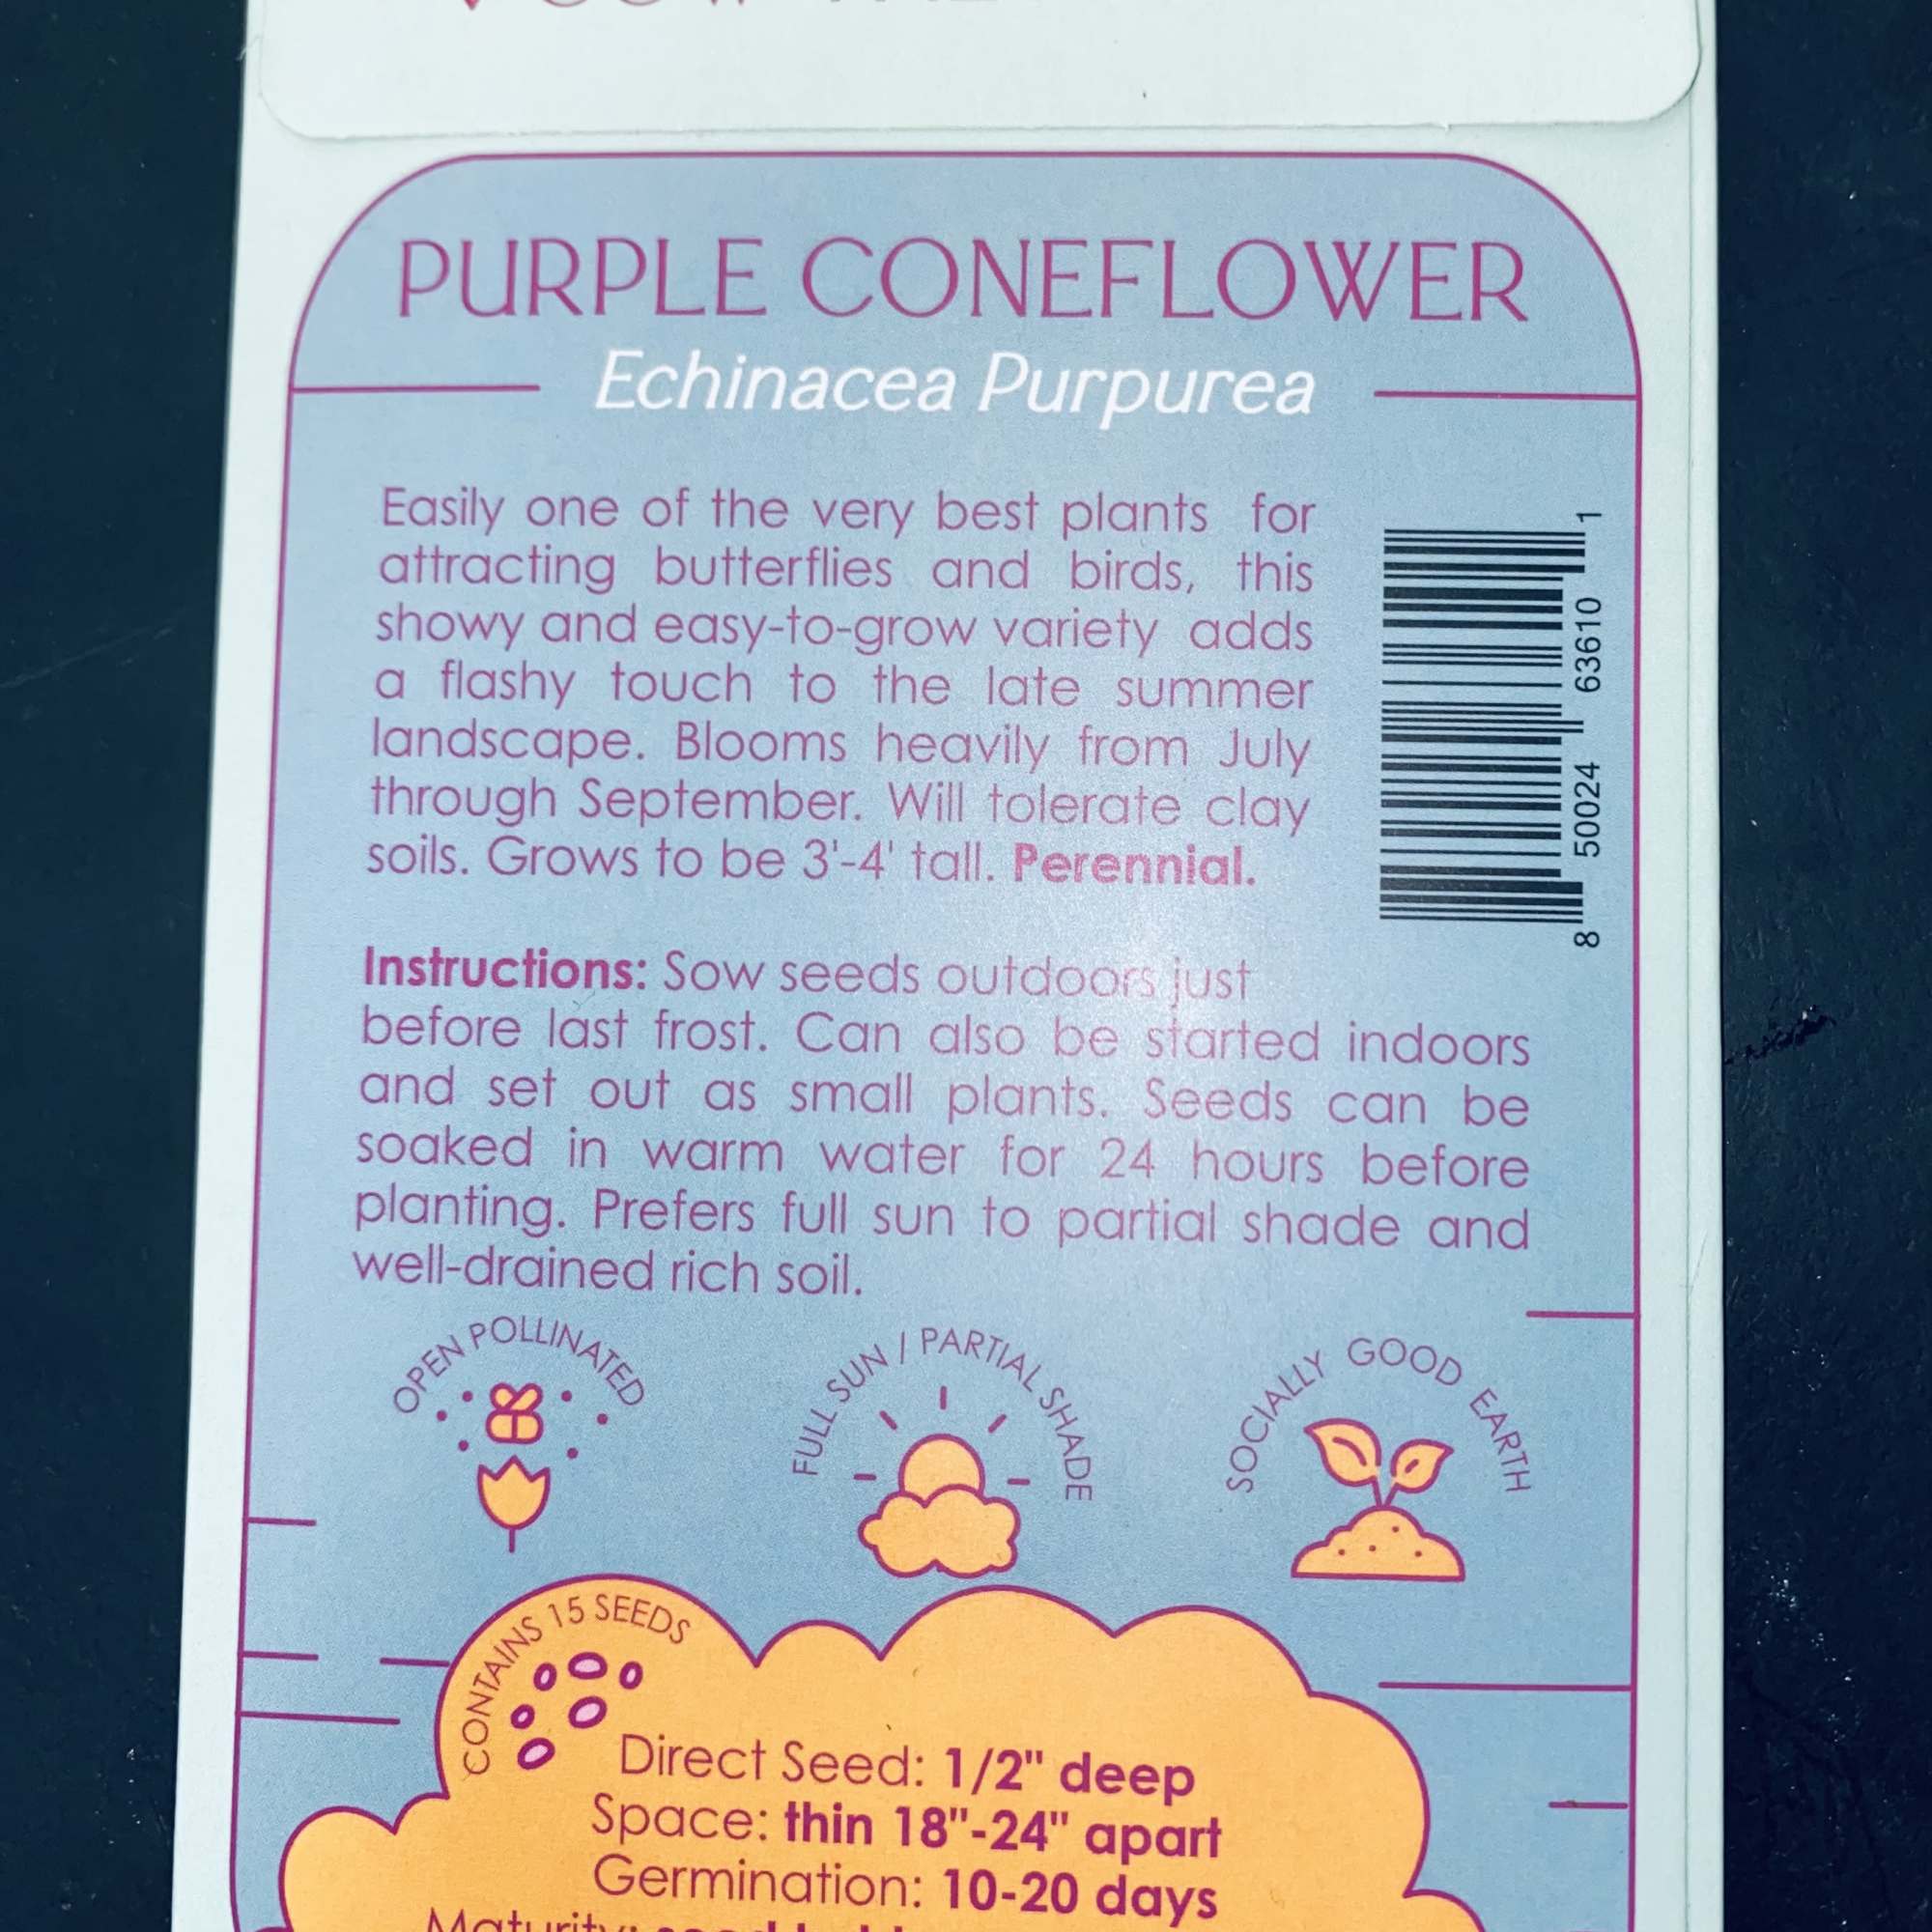 PURPLE CONEFLOWER
Echinacea Purpurea
Easily one of the very best plants for
attracting butterflies and birds, this
showy and easy-to-grow variety adds
a flashy touch to the late summer
landscape. Blooms heavily from July
through September. Will tolerate clay
soils. Grows to be 3'-4' tall. Perennial.
8 50024 63610 1
Instructions: Sow seeds outdoors just
before last frost. Can also be started indoors
and set out as small plants. Seeds can be
soaked in warm water for 24 hours before
planting. Prefers full sun to partial shade and
well-drained rich soil.
OPEN POLLINATED
FULL SUN | PARTIAL SHADE
SOCIALLY GOOD EARTH
CONTAINS 15 SEEDS
Direct Seed: 1/2" deep
Space: thin 18"-24" apart
Germination: 10-20 days
Maturity: